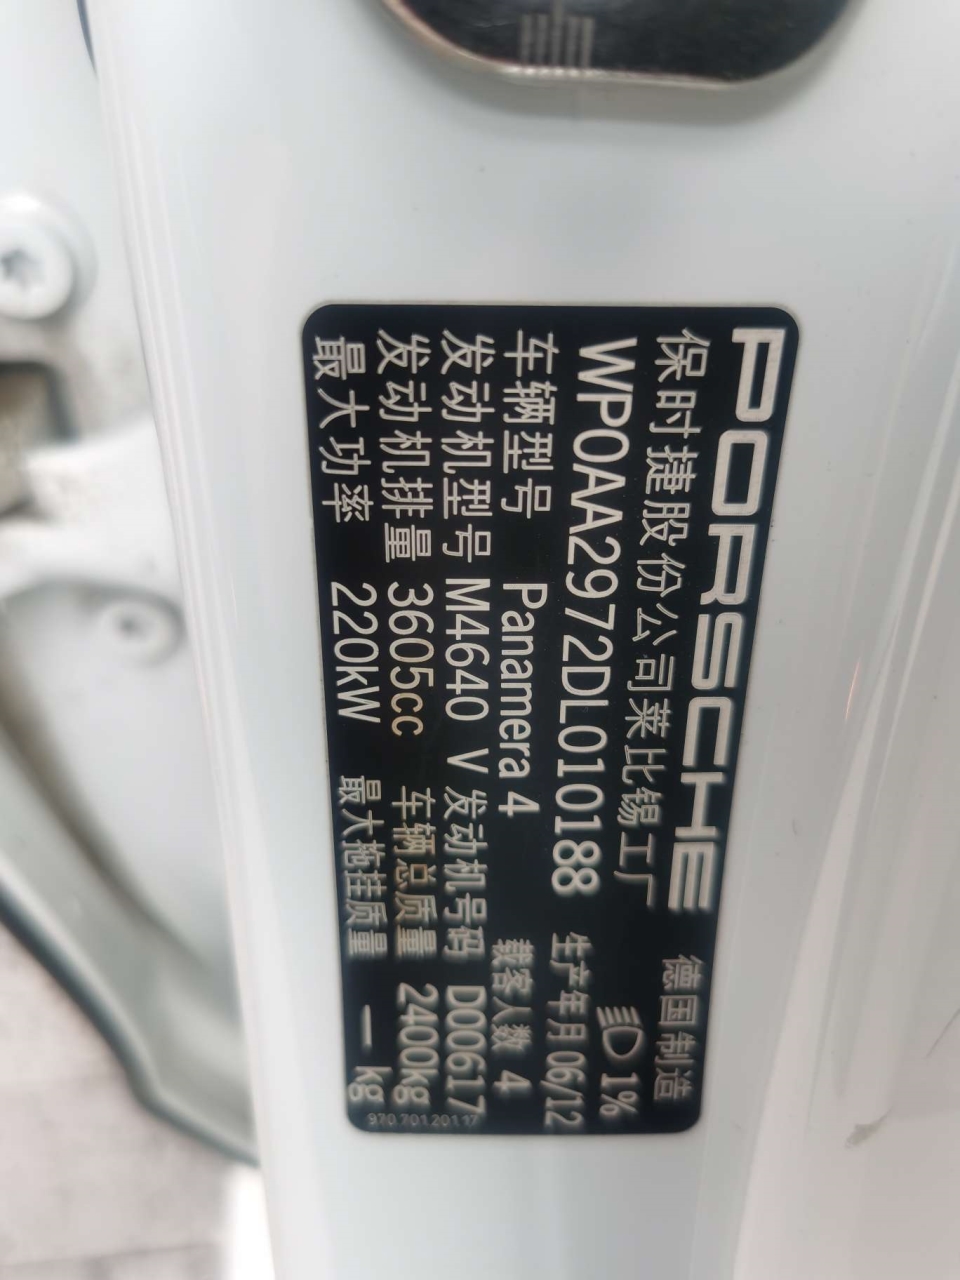 PORSCHE 德国制造
保时捷股份公司莱比锡工厂 1%
WP0AA2972DL010188 生产年月 06/12
车辆型号 Panamera 4 载客人数 4
发动机型号 M4640 V 发动机号码 D00617
发动机排量 3605cc 车辆总质量 2400kg
最大功率 220kW 最大拖挂质量 — kg
970 701 201 17